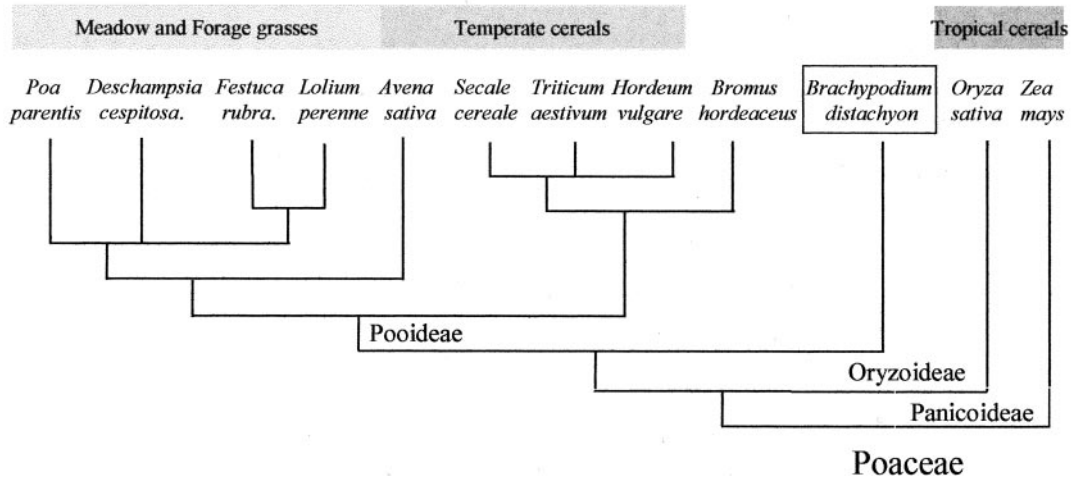 Meadow and Forage grasses Temperate cereals Tropical cereals
Poa Deschampsia Festuca Lolium Avena Secale Triticum Hordeum Bromus Brachypodium Oryza Zea
parentis cespitosa. rubra. perenne sativa cereale aestivum vulgare hordeaceus distachyon sativa mays
Pooideae
Oryzoideae
Panicoideae
Poaceae